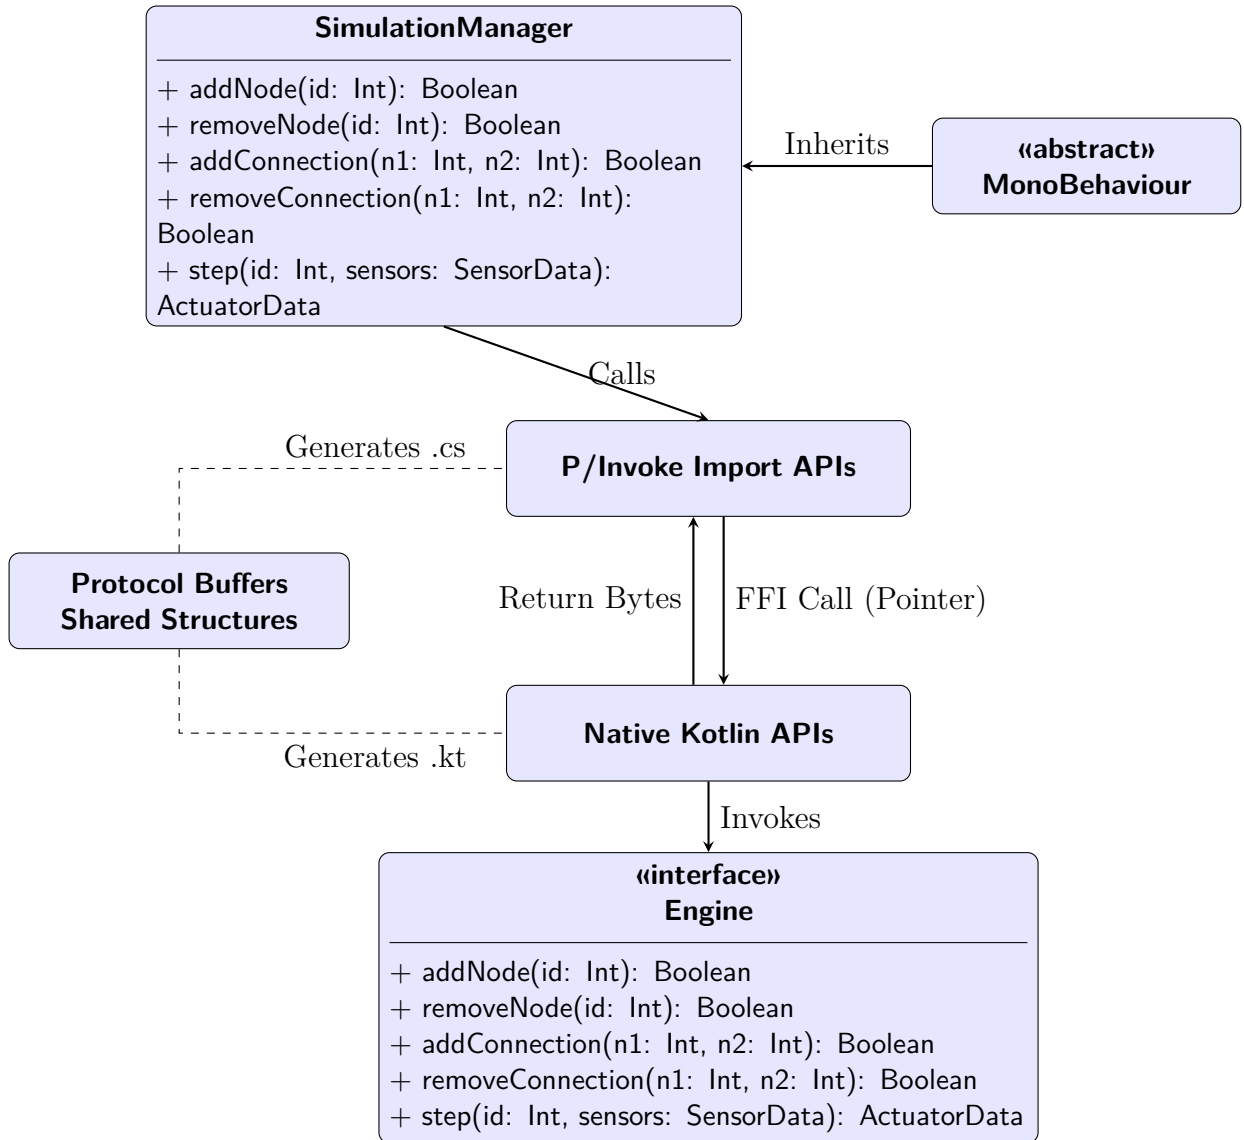 SimulationManager
+ addNode(id: Int): Boolean
+ removeNode(id: Int): Boolean
+ addConnection(n1: Int, n2: Int): Boolean
+ removeConnection(n1: Int, n2: Int):
Boolean
+ step(id: Int, sensors: SensorData):
ActuatorData
Inherits
«abstract»
MonoBehaviour
Calls
Generates .cs
P/Invoke Import APIs
Protocol Buffers
Shared Structures
Return Bytes
FFI Call (Pointer)
Generates .kt
Native Kotlin APIs
Invokes
«interface»
Engine
+ addNode(id: Int): Boolean
+ removeNode(id: Int): Boolean
+ addConnection(n1: Int, n2: Int): Boolean
+ removeConnection(n1: Int, n2: Int): Boolean
+ step(id: Int, sensors: SensorData): ActuatorData